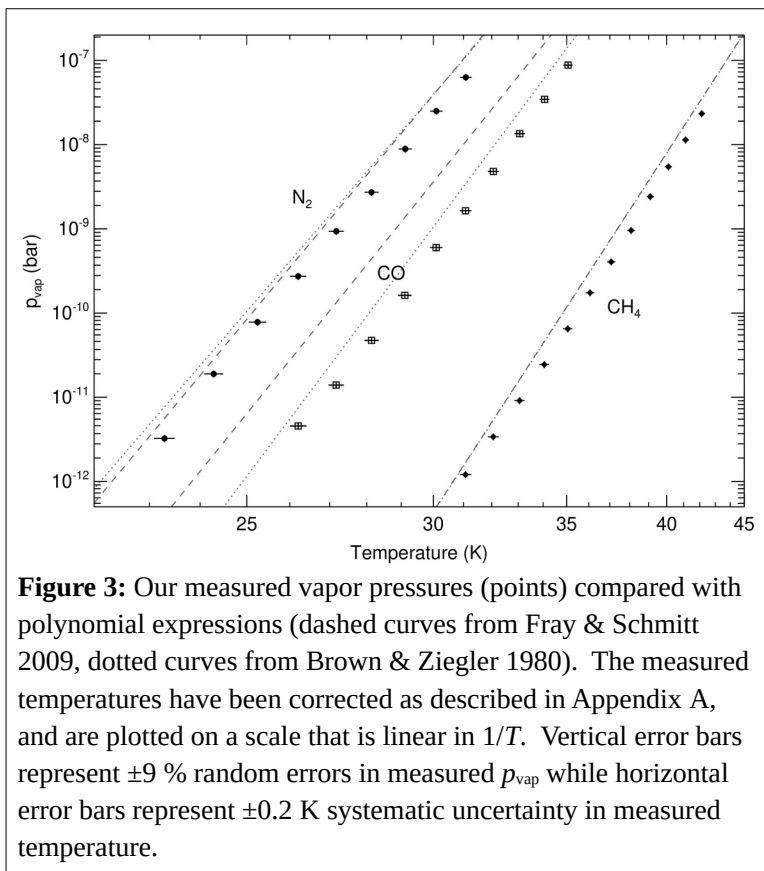 10⁻⁷
10⁻⁸
10⁻⁹
10⁻¹⁰
10⁻¹¹
10⁻¹²
p_vap (bar)
N₂
CO
CH₄
25 30 35 40 45
Temperature (K)
Figure 3: Our measured vapor pressures (points) compared with
polynomial expressions (dashed curves from Fray & Schmitt
2009, dotted curves from Brown & Ziegler 1980). The measured
temperatures have been corrected as described in Appendix A,
and are plotted on a scale that is linear in 1/T. Vertical error bars
represent ±9 % random errors in measured p_vap while horizontal
error bars represent ±0.2 K systematic uncertainty in measured
temperature.